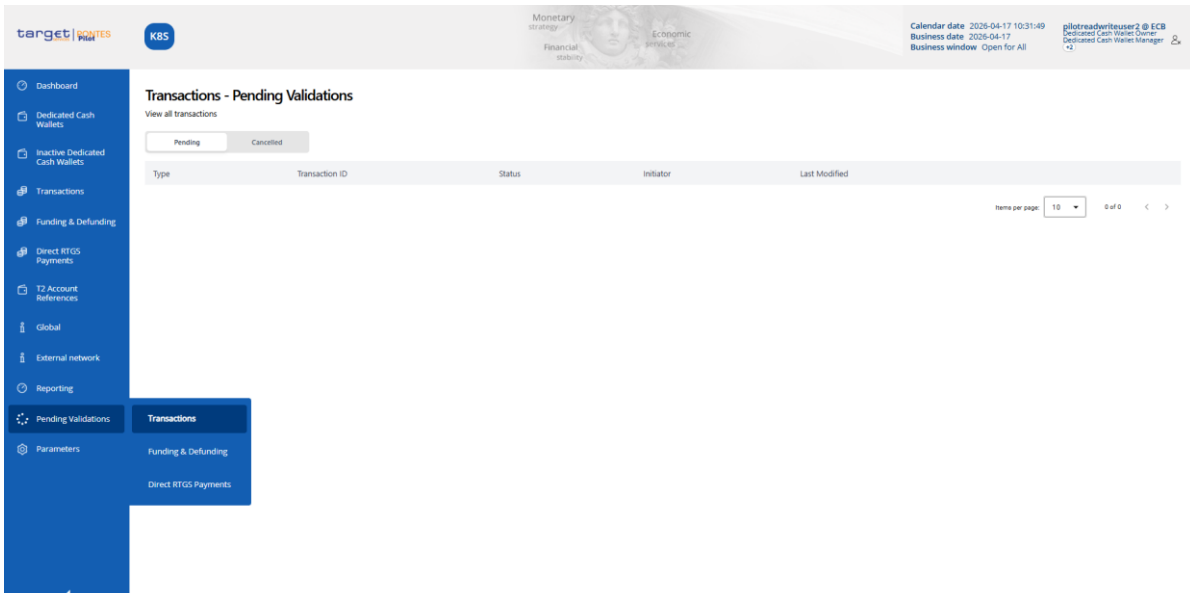 target | PONTES
Pilot
K8S
Monetary
strategy
Economic
services
Financial
stability
Calendar date 2026-04-17 10:31:49
Business date 2026-04-17
Business window Open for All
pilotreadwriteuser2 @ ECB
Dedicated Cash Wallet Owner
Dedicated Cash Wallet Manager
+2
Dashboard
Dedicated Cash
Wallets
Inactive Dedicated
Cash Wallets
Transactions
Funding & Defunding
Direct RTGS
Payments
T2 Account
References
Global
External network
Reporting
Pending Validations
Parameters
Transactions
Funding & Defunding
Direct RTGS Payments
Transactions - Pending Validations
View all transactions
Pending Cancelled
Type Transaction ID Status Initiator Last Modified
Items per page: 10 0 of 0